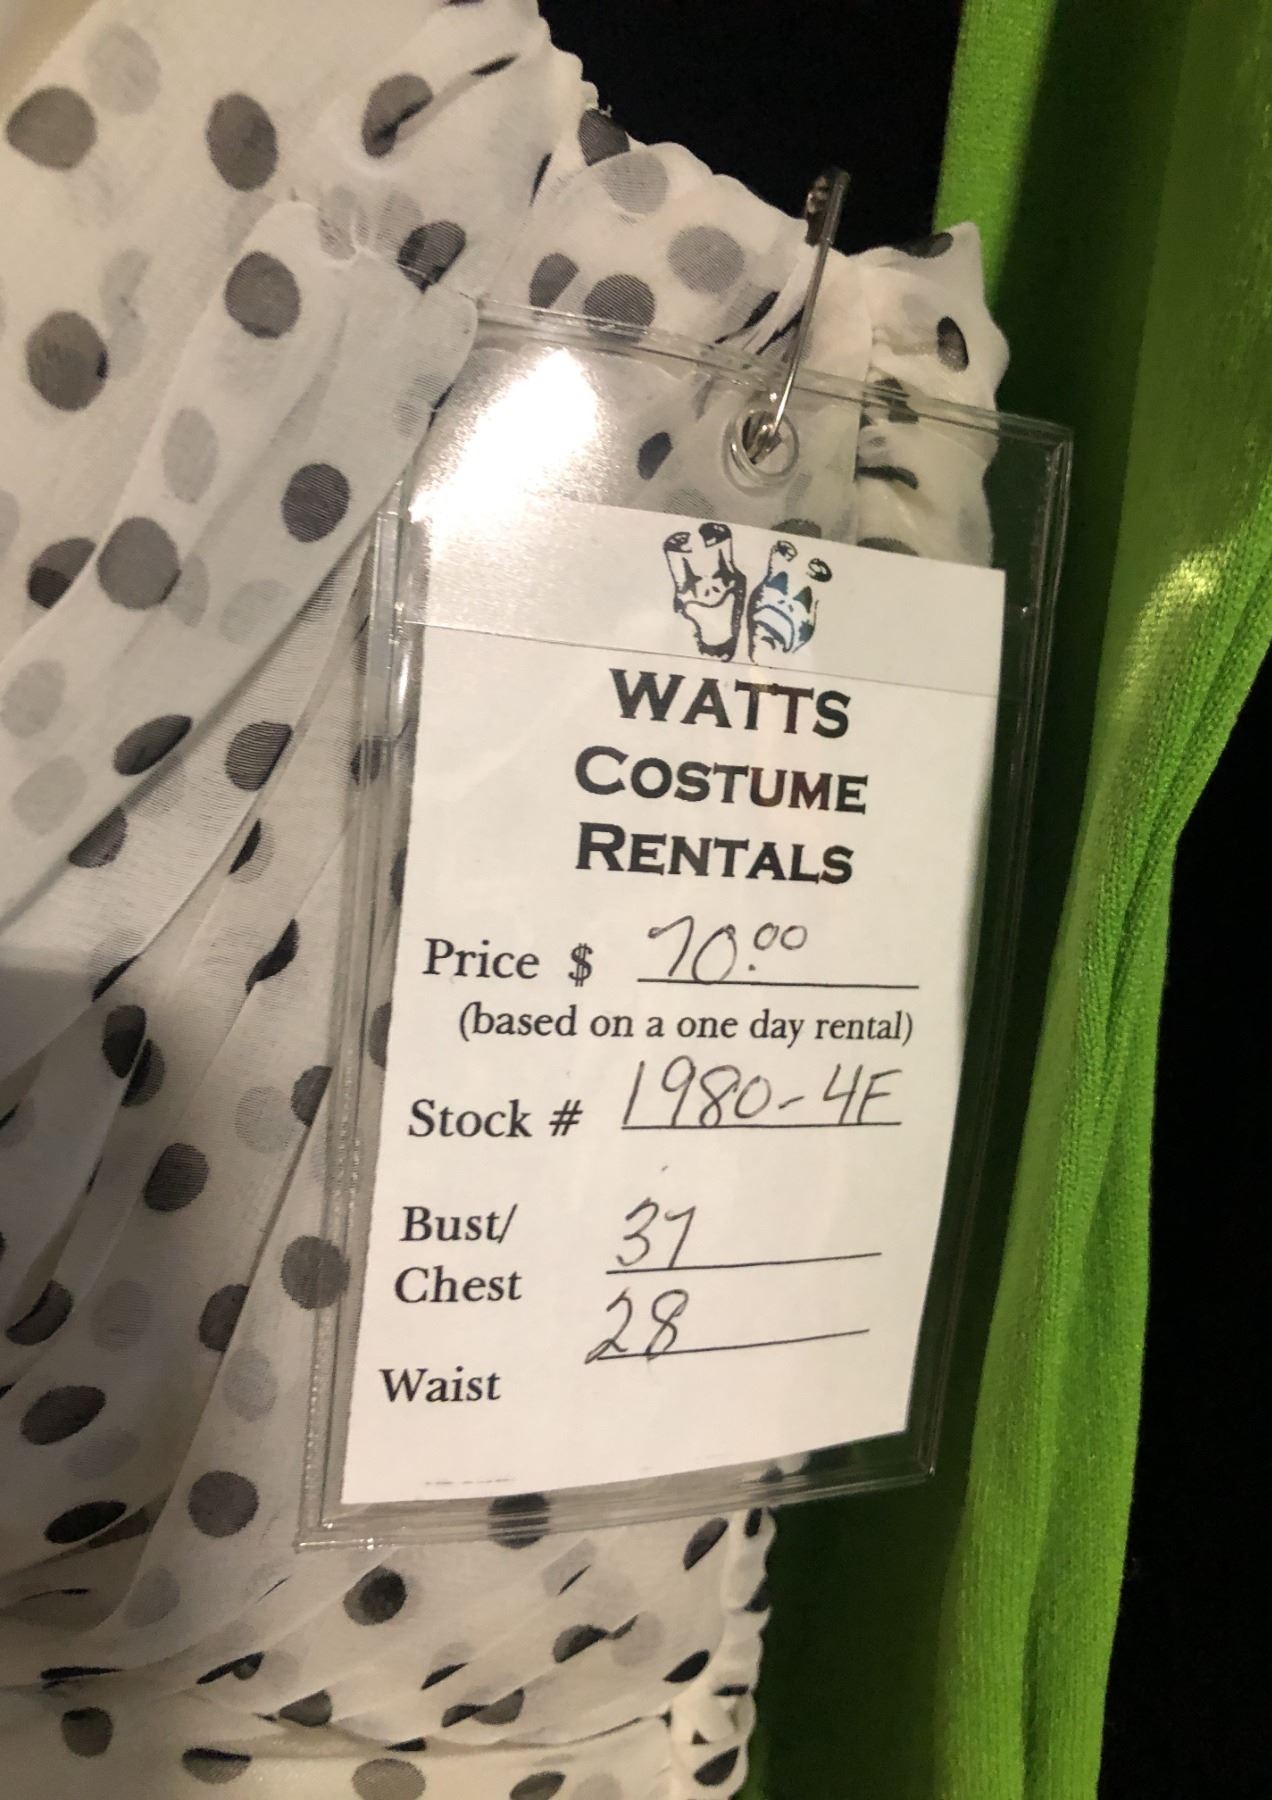 WATTS
COSTUME
RENTALS
Price $ 70.00
(based on a one day rental)
Stock # 1980-4F
Bust/ 37
Chest
28
Waist